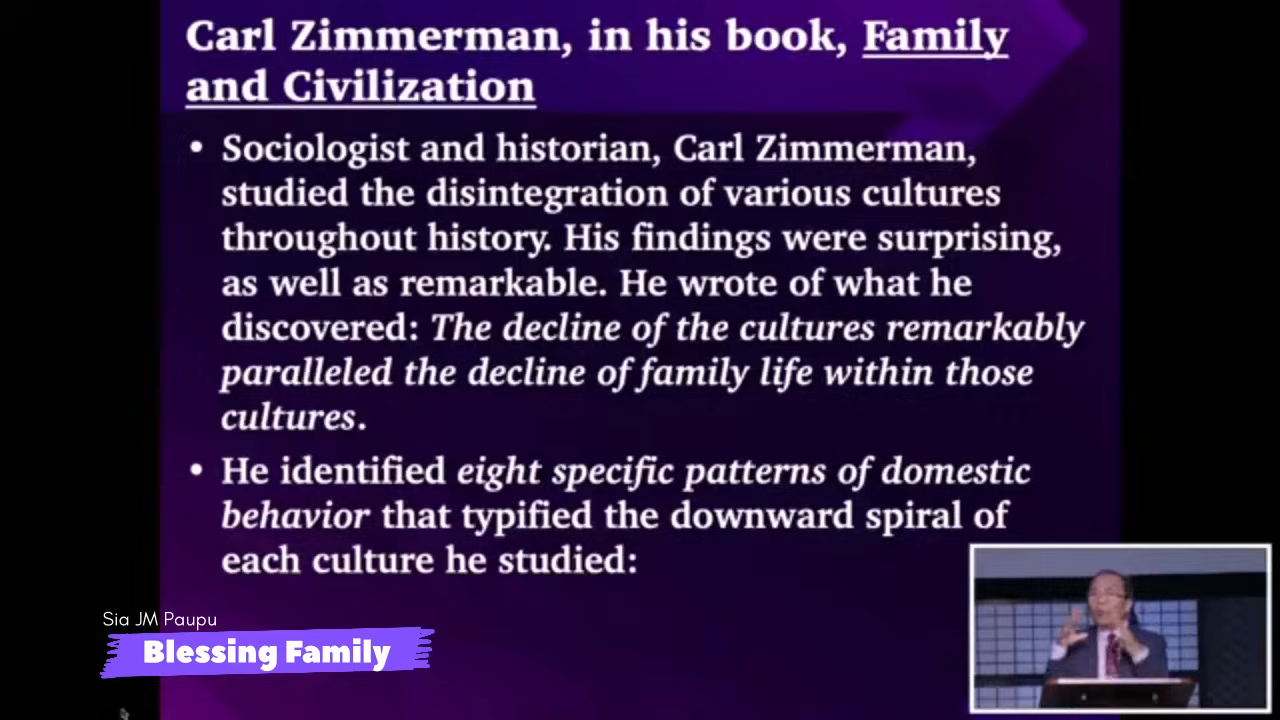 Carl Zimmerman, in his book, Family
and Civilization
• Sociologist and historian, Carl Zimmerman,
studied the disintegration of various cultures
throughout history. His findings were surprising,
as well as remarkable. He wrote of what he
discovered: The decline of the cultures remarkably
paralleled the decline of family life within those
cultures.
• He identified eight specific patterns of domestic
behavior that typified the downward spiral of
each culture he studied:
Sia JM Paupu
Blessing Family